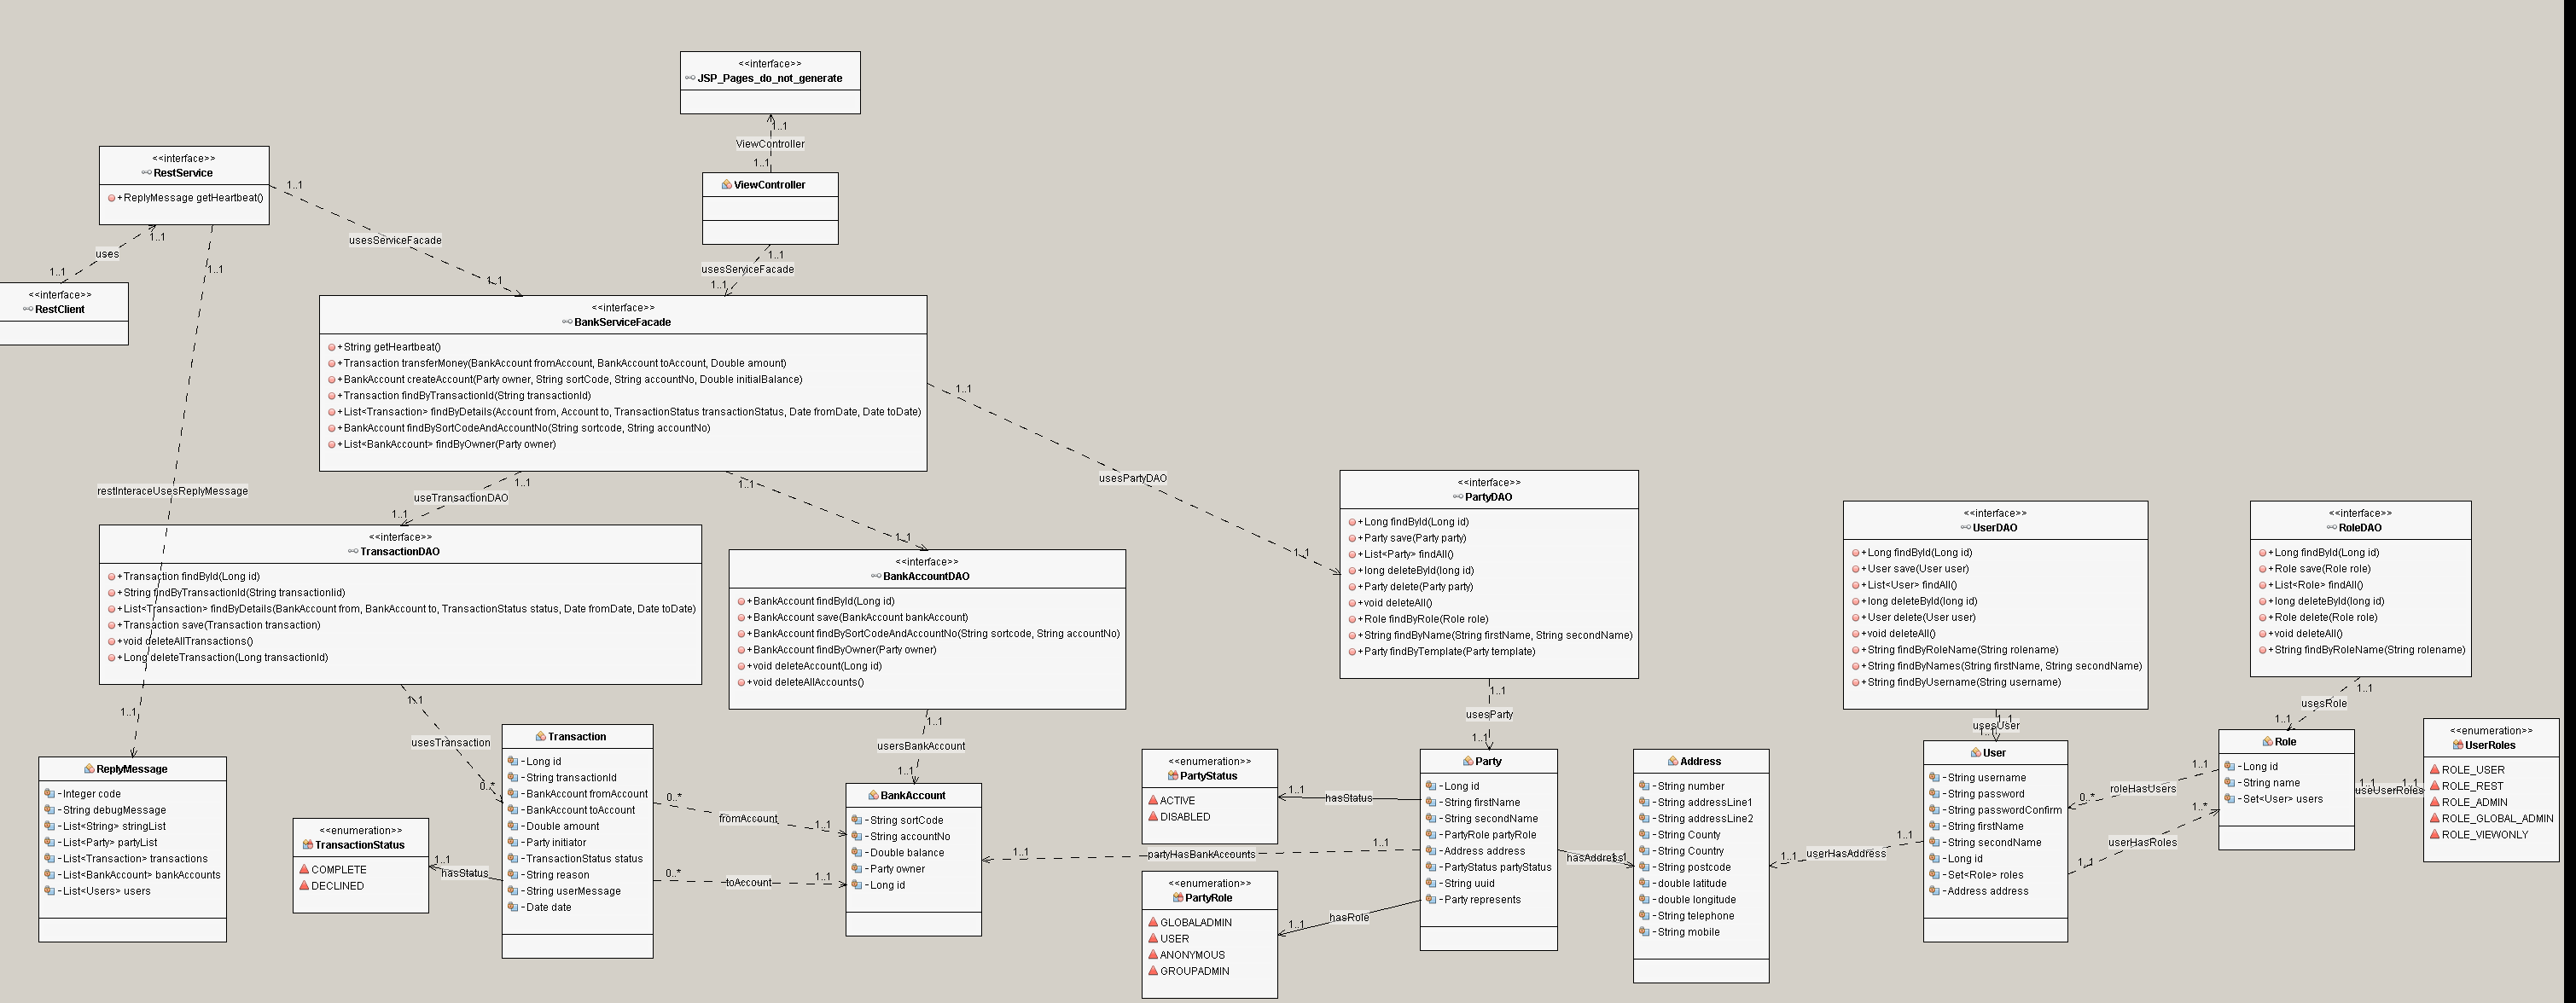 <<interface>>
JSP_Pages_do_not_generate
1..1
ViewController
1..1
ViewController
1..1
usesServiceFacade
1..1
<<interface>>
RestService
+ReplyMessage getHeartbeat()
1..1
usesServiceFacade
1..1
1..1
uses
1..1
<<interface>>
RestClient
1..1
restInteraceUsesReplyMessage
1..1
<<interface>>
BankServiceFacade
+String getHeartbeat()
+Transaction transferMoney(BankAccount fromAccount, BankAccount toAccount, Double amount)
+BankAccount createAccount(Party owner, String sortCode, String accountNo, Double initialBalance)
+Transaction findByTransactionId(String transactionId)
+List<Transaction> findByDetails(Account from, Account to, TransactionStatus transactionStatus, Date fromDate, Date toDate)
+BankAccount findBySortCodeAndAccountNo(String sortcode, String accountNo)
+List<BankAccount> findByOwner(Party owner)
1..1
useTransactionDAO
1..1
1..1
1..1
1..1
usesPartyDAO
1..1
<<interface>>
TransactionDAO
+Transaction findById(Long id)
+String findByTransactionId(String transactionId)
+List<Transaction> findByDetails(BankAccount from, BankAccount to, TransactionStatus status, Date fromDate, Date toDate)
+Transaction save(Transaction transaction)
+void deleteAllTransactions()
+Long deleteTransaction(Long transactionId)
1..1
usesTransaction
0..*
<<interface>>
BankAccountDAO
+BankAccount findById(Long id)
+BankAccount save(BankAccount bankAccount)
+BankAccount findBySortCodeAndAccountNo(String sortcode, String accountNo)
+BankAccount findByOwner(Party owner)
+void deleteAccount(Long id)
+void deleteAllAccounts()
1..1
usersBankAccount
1..1
<<interface>>
PartyDAO
+Long findById(Long id)
+Party save(Party party)
+List<Party> findAll()
+long deleteById(long id)
+Party delete(Party party)
+void deleteAll()
+Role findByRole(Role role)
+String findByName(String firstName, String secondName)
+Party findByTemplate(Party template)
1..1
usesParty
1..1
<<interface>>
UserDAO
+Long findById(Long id)
+User save(User user)
+List<User> findAll()
+long deleteById(long id)
+User delete(User user)
+void deleteAll()
+String findByRoleName(String rolename)
+String findByNames(String firstName, String secondName)
+String findByUsername(String username)
1..1
usesUser
1..1
<<interface>>
RoleDAO
+Long findById(Long id)
+Role save(Role role)
+List<Role> findAll()
+long deleteById(long id)
+Role delete(Role role)
+void deleteAll()
+String findByRoleName(String rolename)
1..1
usesRole
1..1
ReplyMessage
-Integer code
-String debugMessage
-List<String> stringList
-List<Party> partyList
-List<Transaction> transactions
-List<BankAccount> bankAccounts
-List<Users> users
<<enumeration>>
TransactionStatus
COMPLETE
DECLINED
1..1
hasStatus
Transaction
-Long id
-String transactionId
-BankAccount fromAccount
-BankAccount toAccount
-Double amount
-Party initiator
-TransactionStatus status
-String reason
-String userMessage
-Date date
0..*
fromAccount
1..1
0..*
toAccount
1..1
BankAccount
-String sortCode
-String accountNo
-Double balance
-Party owner
-Long id
1..1
partyHasBankAccounts
1..1
<<enumeration>>
PartyStatus
ACTIVE
DISABLED
1..1
hasStatus
<<enumeration>>
PartyRole
GLOBALADMIN
USER
ANONYMOUS
GROUPADMIN
1..1
hasRole
Party
-Long id
-String firstName
-String secondName
-PartyRole partyRole
-Address address
-PartyStatus partyStatus
-String uuid
-Party represents
hasAddress
1..1
Address
-String number
-String addressLine1
-String addressLine2
-String County
-String Country
-String postcode
-double latitude
-double longitude
-String telephone
-String mobile
1..1
userHasAddress
1..1
User
-String username
-String password
-String passwordConfirm
-String firstName
-String secondName
-Long id
-Set<Role> roles
-Address address
1..1
roleHasUsers
0..*
1..*
userHasRoles
1..1
Role
-Long id
-String name
-Set<User> users
1..1
useUserRoles
1..1
<<enumeration>>
UserRoles
ROLE_USER
ROLE_REST
ROLE_ADMIN
ROLE_GLOBAL_ADMIN
ROLE_VIEWONLY